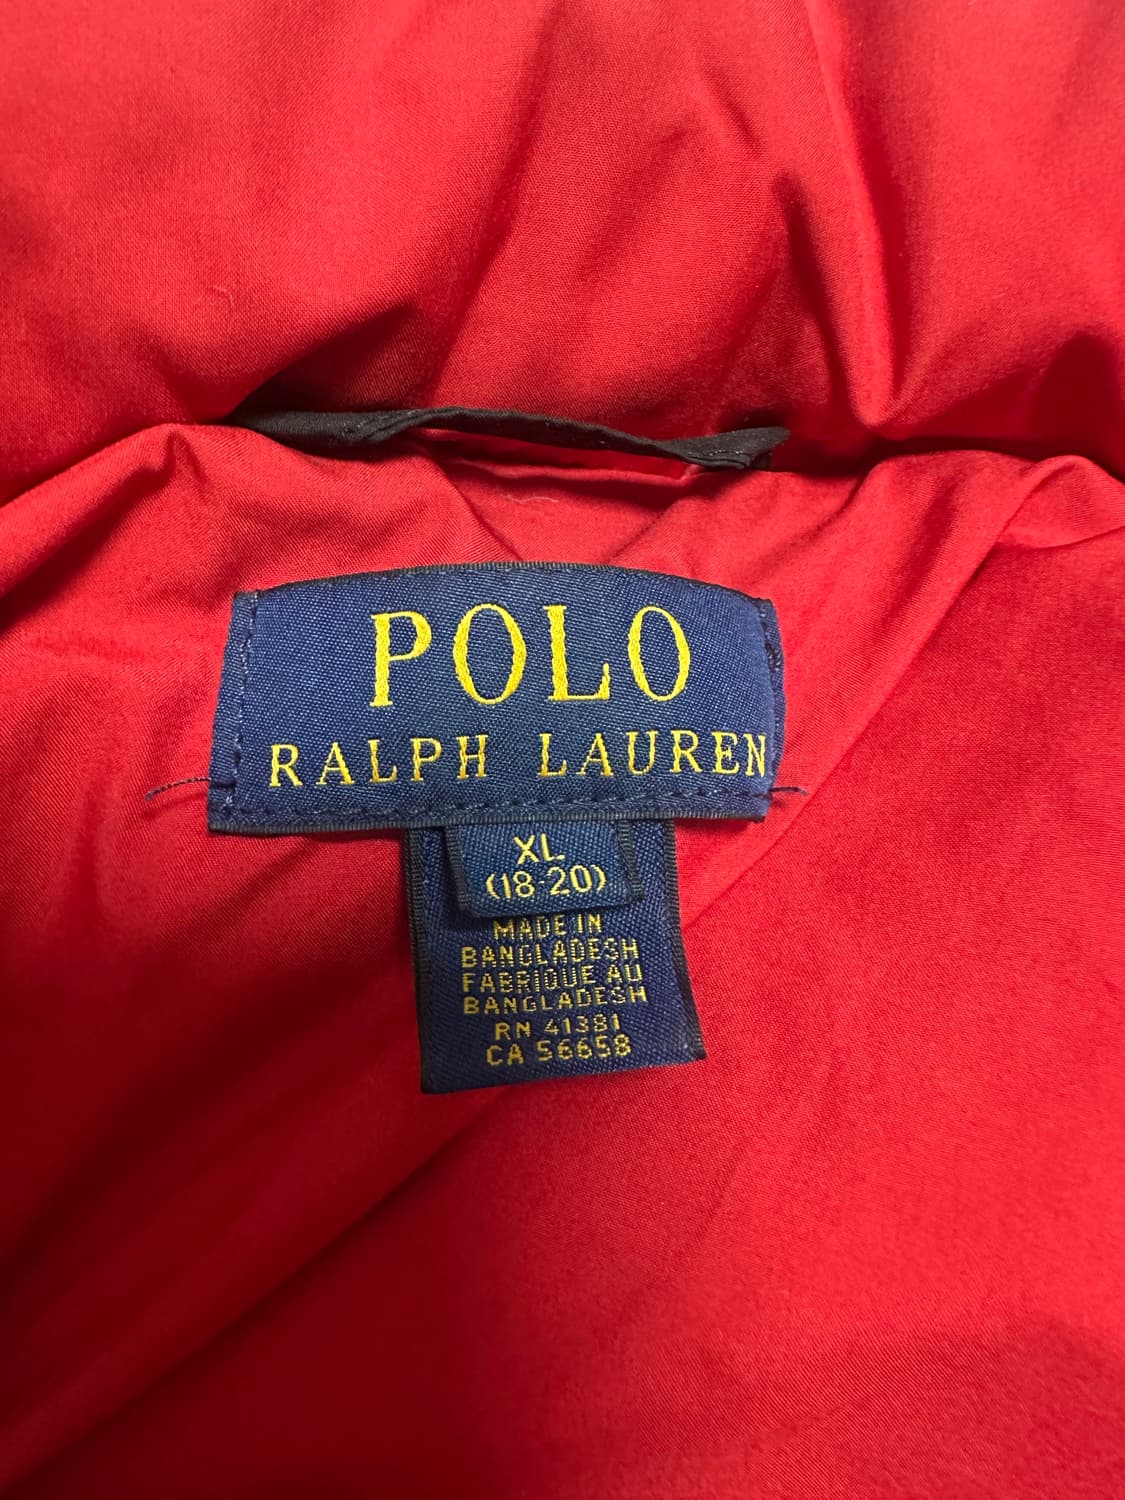 POLO
RALPH LAUREN
XL
(18-20)
MADE IN
BANGLADESH
FABRIQUE AU
BANGLADESH
RN 41381
CA 56658